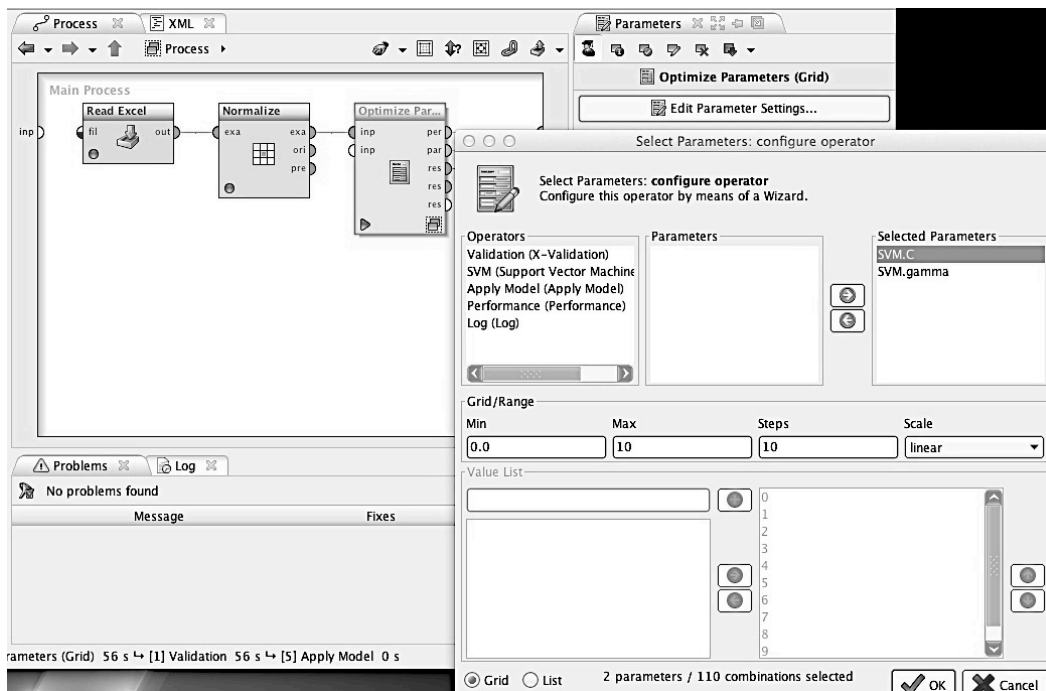 Process XML
Process
Main Process
inp
Read Excel
fil out
Normalize
exa exa
ori
pre
Optimize Par...
inp per
inp par
res
res
res
Parameters
Optimize Parameters (Grid)
Edit Parameter Settings...
Select Parameters: configure operator
Select Parameters: configure operator
Configure this operator by means of a Wizard.
Operators
Validation (X-Validation)
SVM (Support Vector Machine
Apply Model (Apply Model)
Performance (Performance)
Log (Log)
Parameters
Selected Parameters
SVM.C
SVM.gamma
Grid/Range
Min Max Steps Scale
0.0 10 10 linear
Value List
0
1
2
3
4
5
6
7
8
9
Grid List 2 parameters / 110 combinations selected OK Cancel
Problems Log
No problems found
Message Fixes
rameters (Grid) 56 s ↳ [1] Validation 56 s ↳ [5] Apply Model 0 s